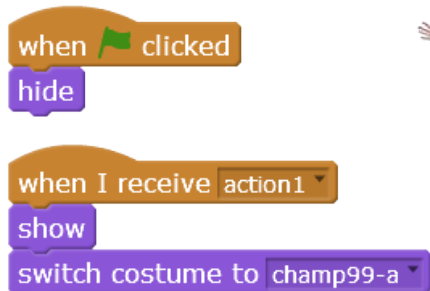 when clicked
hide
when I receive action1
show
switch costume to champ99-a